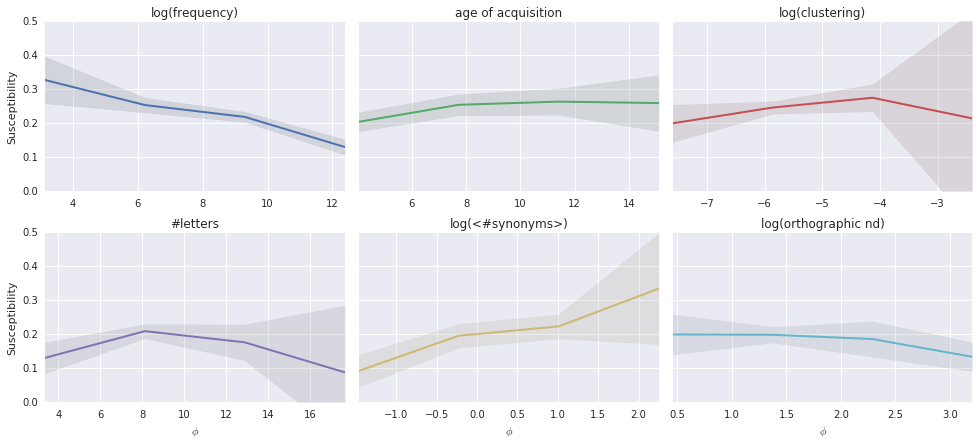 log(frequency) age of acquisition log(clustering)
0.5
0.4
0.3
0.2
0.1
0.0
Susceptibility
4 6 8 10 12
6 8 10 12 14
−7 −6 −5 −4 −3
#letters log(<#synonyms>) log(orthographic nd)
0.5
0.4
0.3
0.2
0.1
0.0
Susceptibility
4 6 8 10 12 14 16
−1.0 −0.5 0.0 0.5 1.0 1.5 2.0
0.5 1.0 1.5 2.0 2.5 3.0
ϕ ϕ ϕ